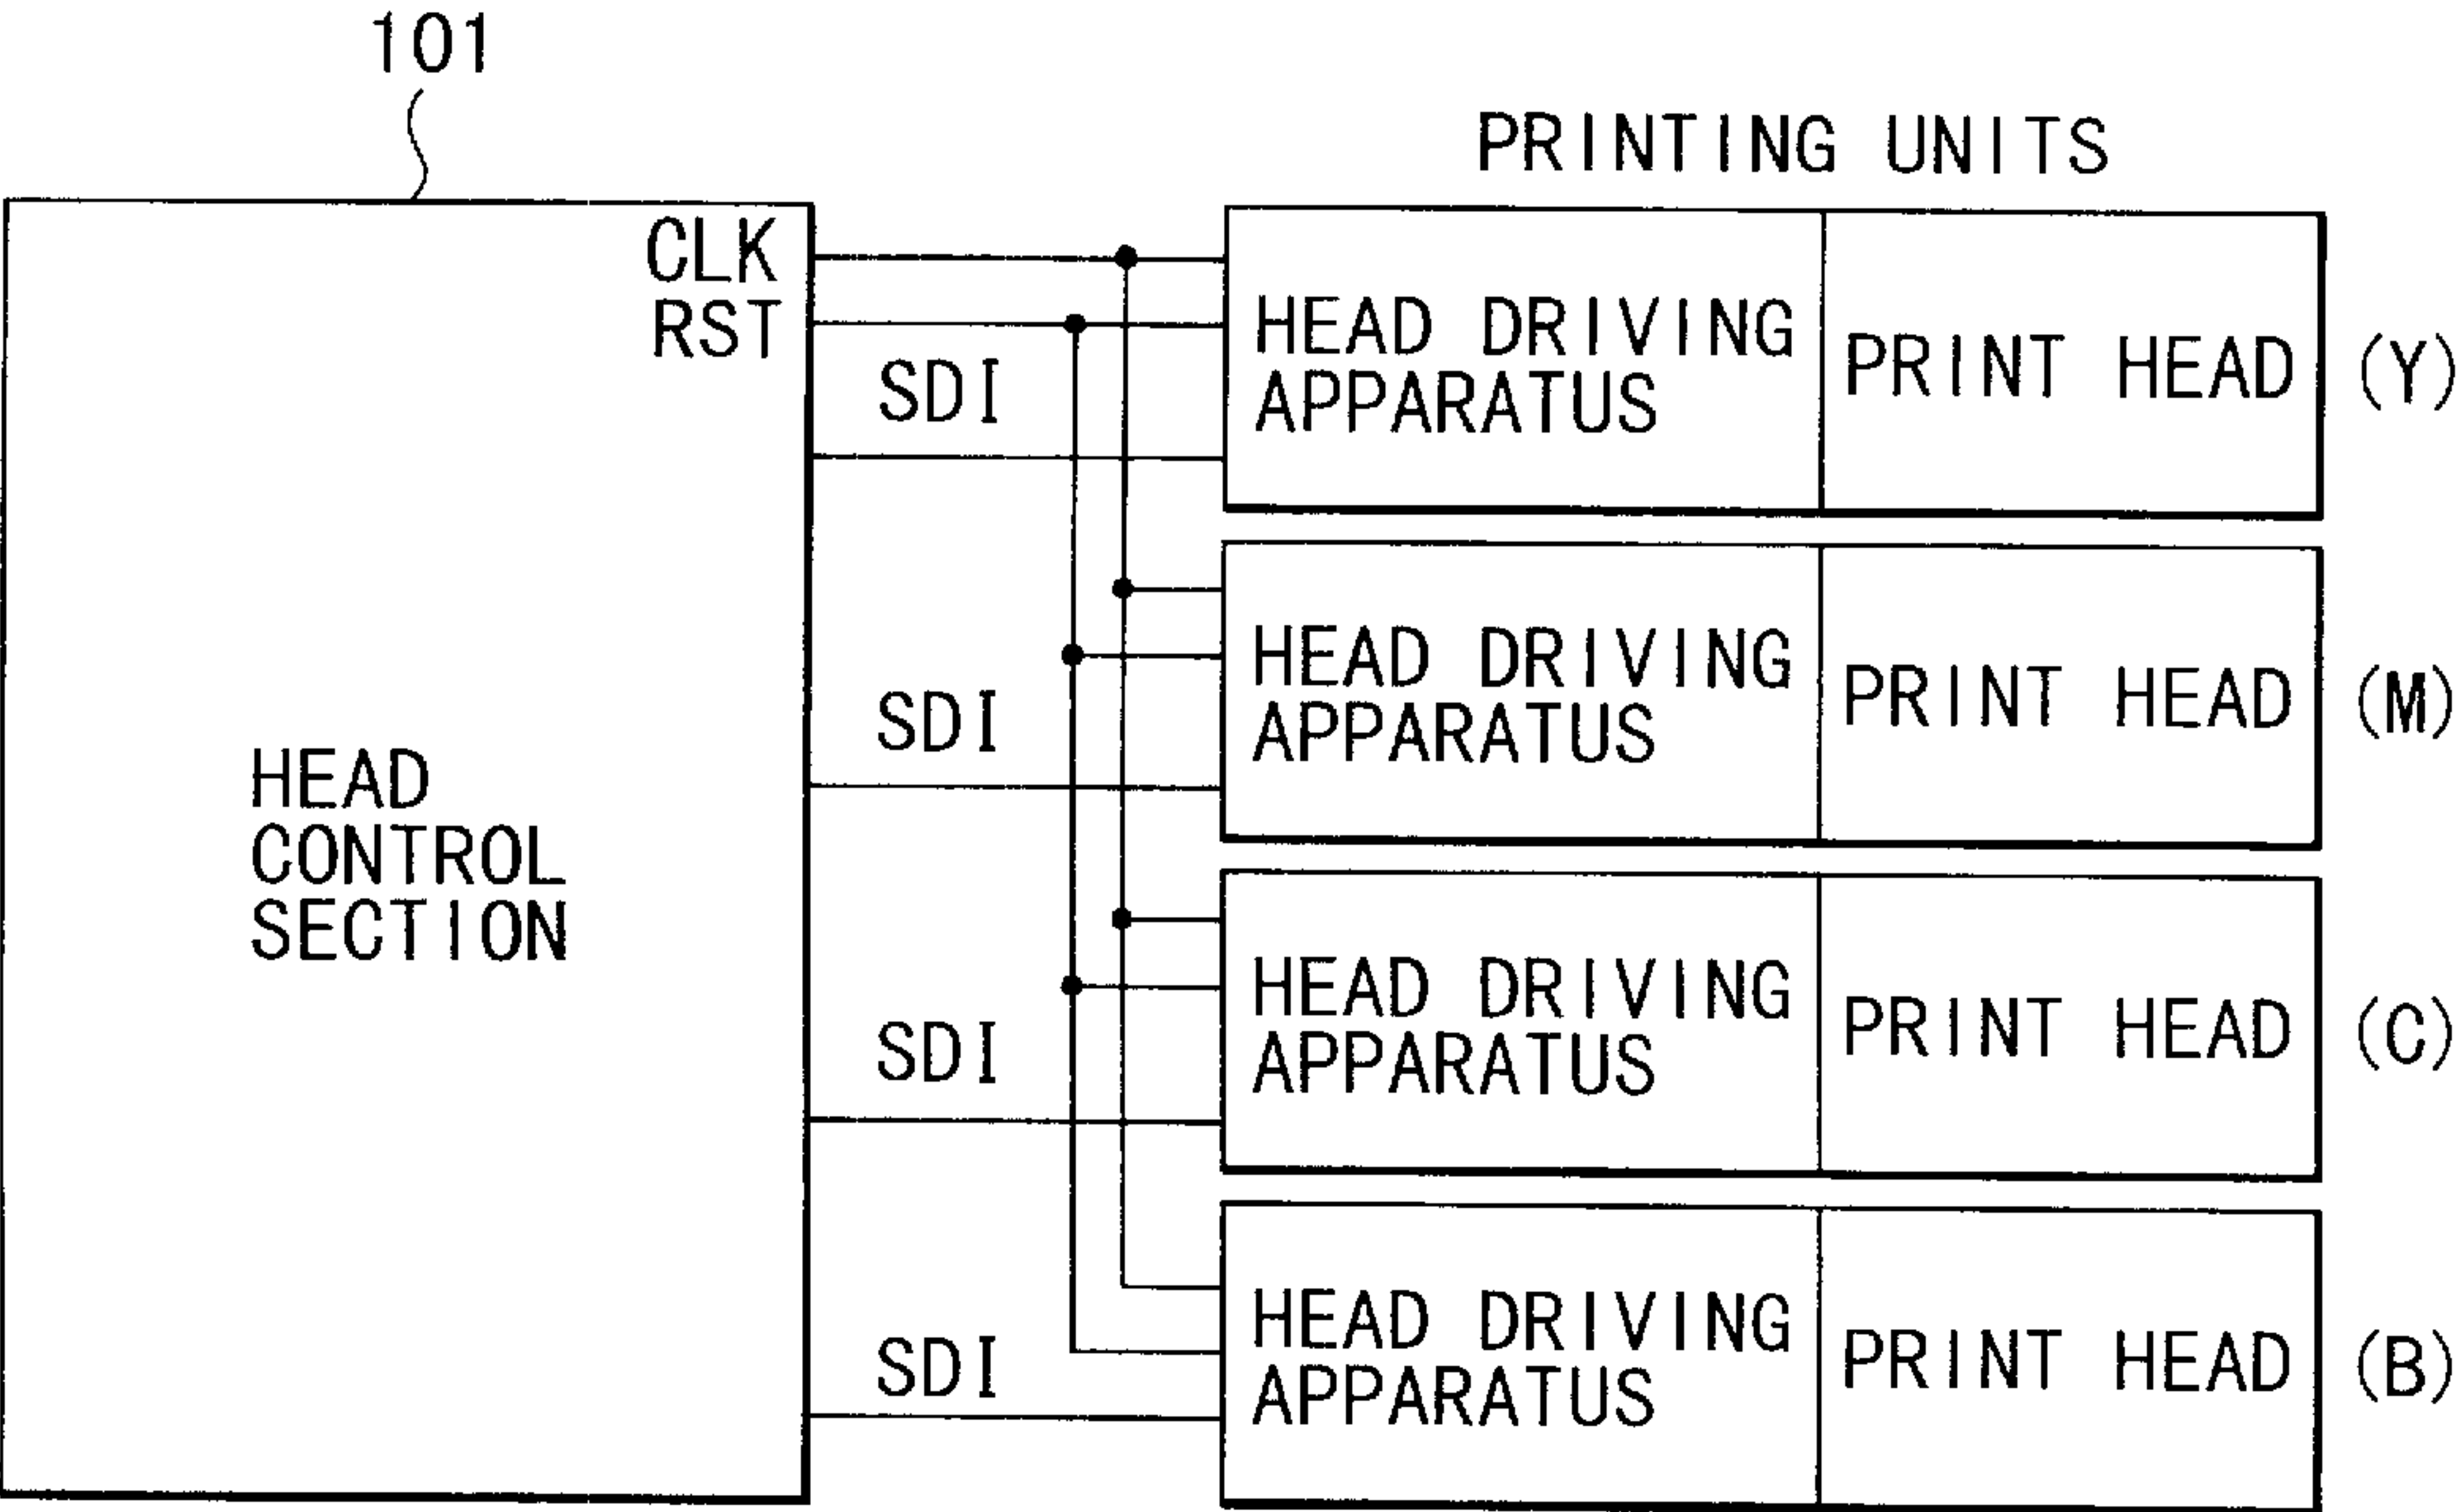 101
PRINTING UNITS
CLK
RST
SDI
HEAD DRIVING
APPARATUS
PRINT HEAD
(Y)
SDI
HEAD DRIVING
APPARATUS
PRINT HEAD
(M)
HEAD
CONTROL
SECTION
SDI
HEAD DRIVING
APPARATUS
PRINT HEAD
(C)
SDI
HEAD DRIVING
APPARATUS
PRINT HEAD
(B)